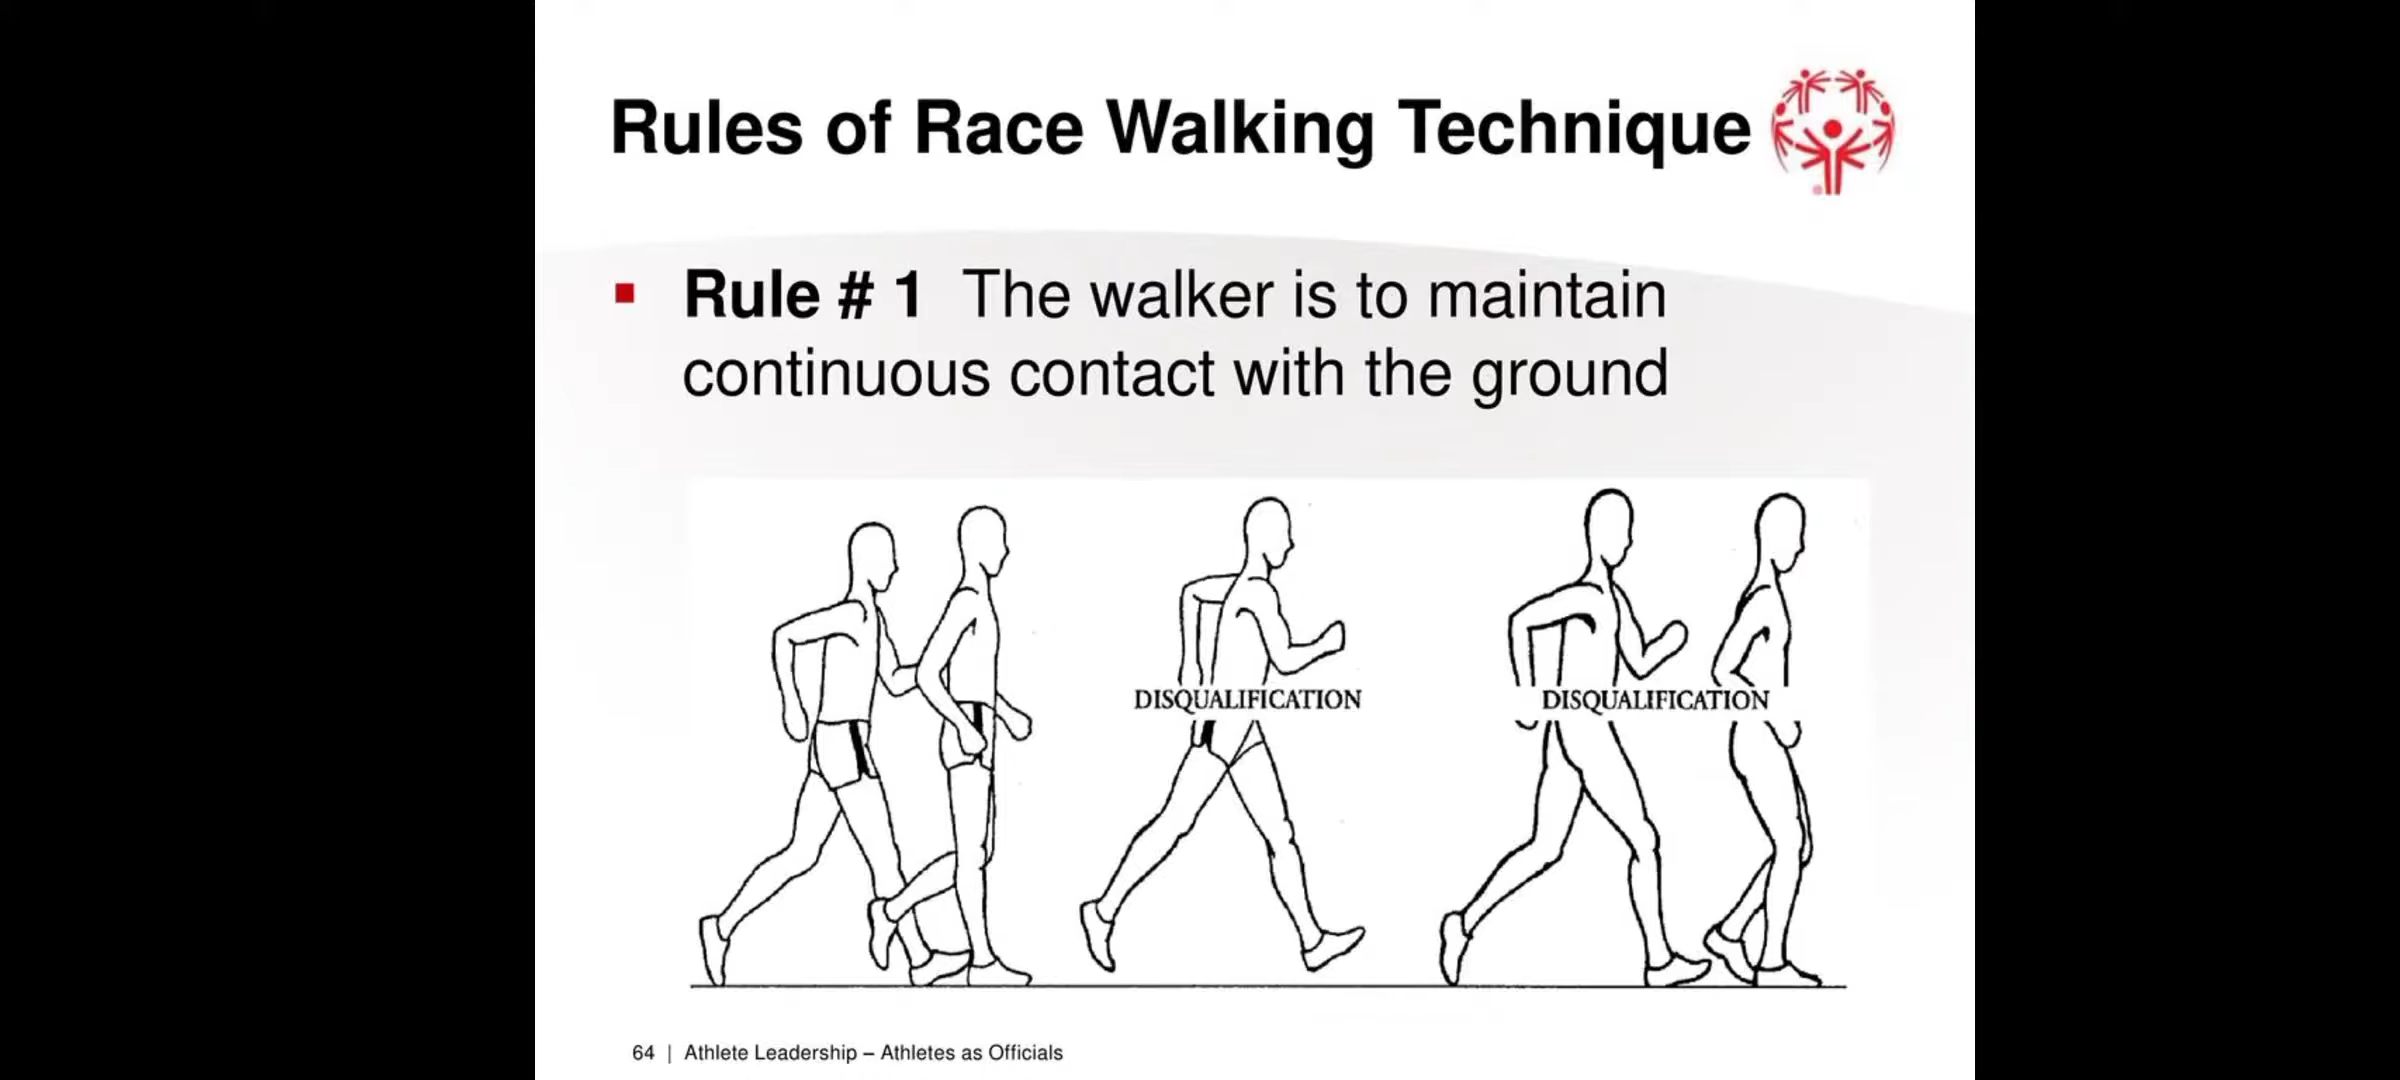 Rules of Race Walking Technique
▪ Rule # 1 The walker is to maintain
continuous contact with the ground
DISQUALIFICATION DISQUALIFICATION
64 | Athlete Leadership – Athletes as Officials